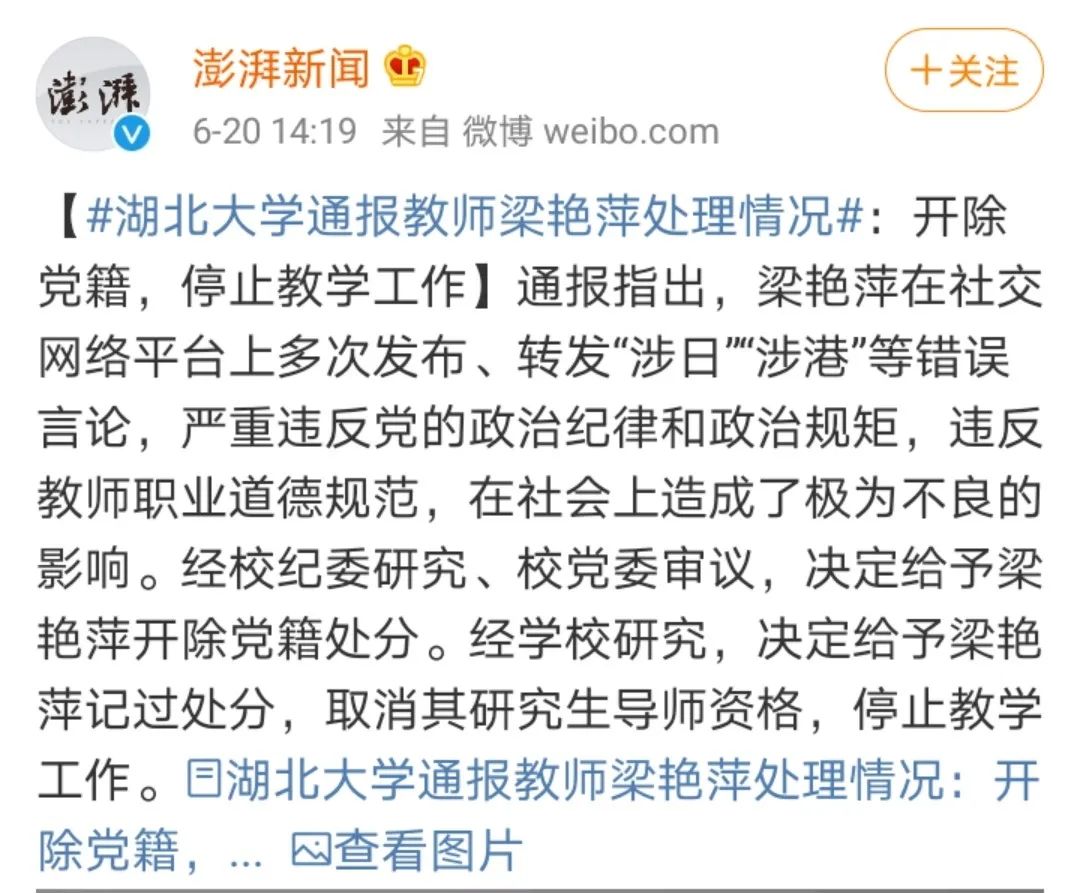 澎湃新闻
澎湃
+关注
6-20 14:19 来自 微博 weibo.com
【#湖北大学通报教师梁艳萍处理情况#：开除
党籍，停止教学工作】通报指出，梁艳萍在社交
网络平台上多次发布、转发“涉日”“涉港”等错误
言论，严重违反党的政治纪律和政治规矩，违反
教师职业道德规范，在社会上造成了极为不良的
影响。经校纪委研究、校党委审议，决定给予梁
艳萍开除党籍处分。经学校研究，决定给予梁艳
萍记过处分，取消其研究生导师资格，停止教学
工作。湖北大学通报教师梁艳萍处理情况：开
除党籍，... 查看图片